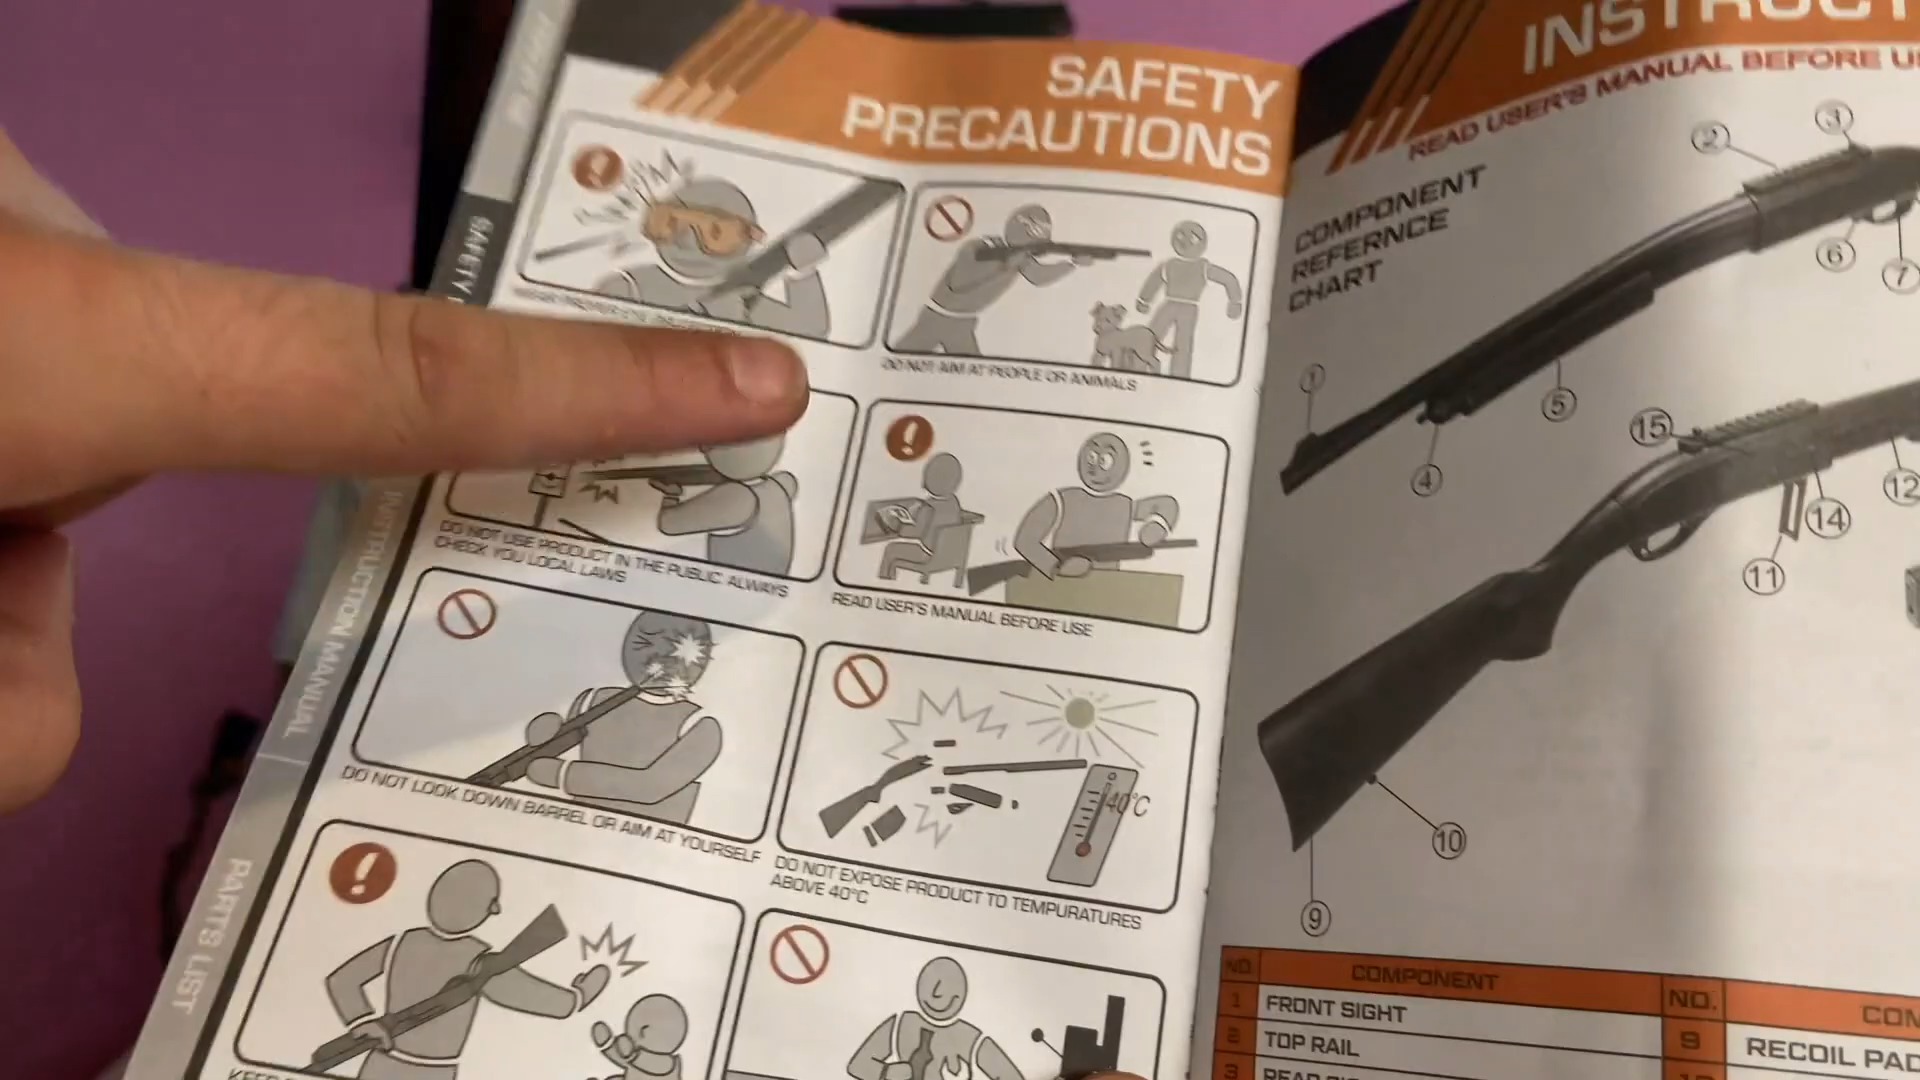 SAFETY
PRECAUTIONS
DO NOT AIM AT PEOPLE OR ANIMALS
DO NOT USE PRODUCT IN THE PUBLIC ALWAYS
CHECK YOU LOCAL LAWS
READ USER'S MANUAL BEFORE USE
DO NOT LOOK DOWN BARREL OR AIM AT YOURSELF
40°C
DO NOT EXPOSE PRODUCT TO TEMPURATURES
ABOVE 40°C
SAFETY
INSTRUCTION MANUAL
PARTS LIST
READ USER'S MANUAL BEFORE
COMPONENT
REFERNCE
CHART
1
2
3
4
5
6
7
9
10
11
12
14
15
NO. COMPONENT NO.
1 FRONT SIGHT 9 RECOIL
2 TOP RAIL
3